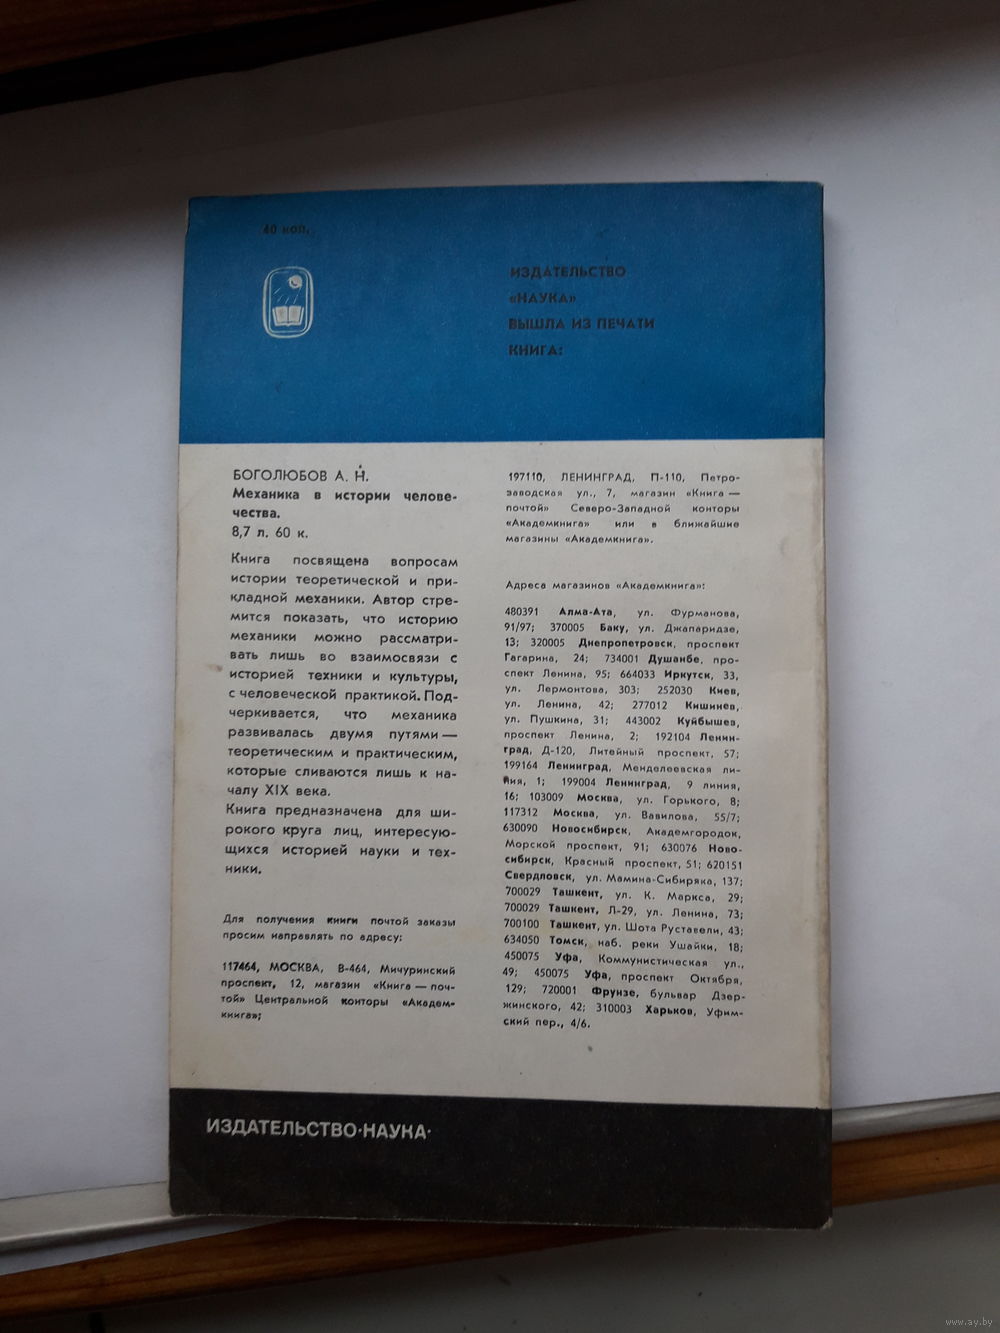 40 коп.
ИЗДАТЕЛЬСТВО
«НАУКА»
ВЫШЛА ИЗ ПЕЧАТИ
КНИГА:
БОГОЛЮБОВ А. Н.
Механика в истории челове-
чества.
8,7 л. 60 к.
Книга посвящена вопросам
истории теоретической и при-
кладной механики. Автор стре-
мится показать, что историю
механики можно рассматри-
вать лишь во взаимосвязи с
историей техники и культуры,
с человеческой практикой. Под-
черкивается, что механика
развивалась двумя путями —
теоретическим и практическим,
которые сливаются лишь к на-
чалу XIX века.
Книга предназначена для ши-
рокого круга лиц, интересую-
щихся историей науки и тех-
ники.
Для получения книги почтой заказы
просим направлять по адресу:
117464, МОСКВА, В-464, Мичуринский
проспект, 12, магазин «Книга — поч-
той» Центральной конторы «Академ-
книга»;
197110, ЛЕНИНГРАД, П-110, Петро-
заводская ул., 7, магазин «Книга —
почтой» Северо-Западной конторы
«Академкнига» или в ближайшие
магазины «Академкнига».
Адреса магазинов «Академкнига»:
480391 Алма-Ата, ул. Фурманова,
91/97; 370005 Баку, ул. Джапаридзе,
13; 320005 Днепропетровск, проспект
Гагарина, 24; 734001 Душанбе, про-
спект Ленина, 95; 664033 Иркутск, 33,
ул. Лермонтова, 303; 252030 Киев,
ул. Ленина, 42; 277012 Кишинев,
ул. Пушкина, 31; 443002 Куйбышев,
проспект Ленина, 2; 192104 Ленин-
град, Д-120, Литейный проспект, 57;
199164 Ленинград, Менделеевская ли-
ния, 1; 199004 Ленинград, 9 линия,
16; 103009 Москва, ул. Горького, 8;
117312 Москва, ул. Вавилова, 55/7;
630090 Новосибирск, Академгородок,
Морской проспект, 91; 630076 Ново-
сибирск, Красный проспект, 51; 620151
Свердловск, ул. Мамина-Сибиряка, 137;
700029 Ташкент, ул. К. Маркса, 29;
700029 Ташкент, Л-29, ул. Ленина, 73;
700100 Ташкент, ул. Шота Руставели, 43;
634050 Томск, наб. реки Ушайки, 18;
450075 Уфа, Коммунистическая ул.,
49; 450075 Уфа, проспект Октября,
129; 720001 Фрунзе, бульвар Дзер-
жинского, 42; 310003 Харьков, Уфим-
ский пер., 4/6.
ИЗДАТЕЛЬСТВО·НАУКА·
www.ay.by